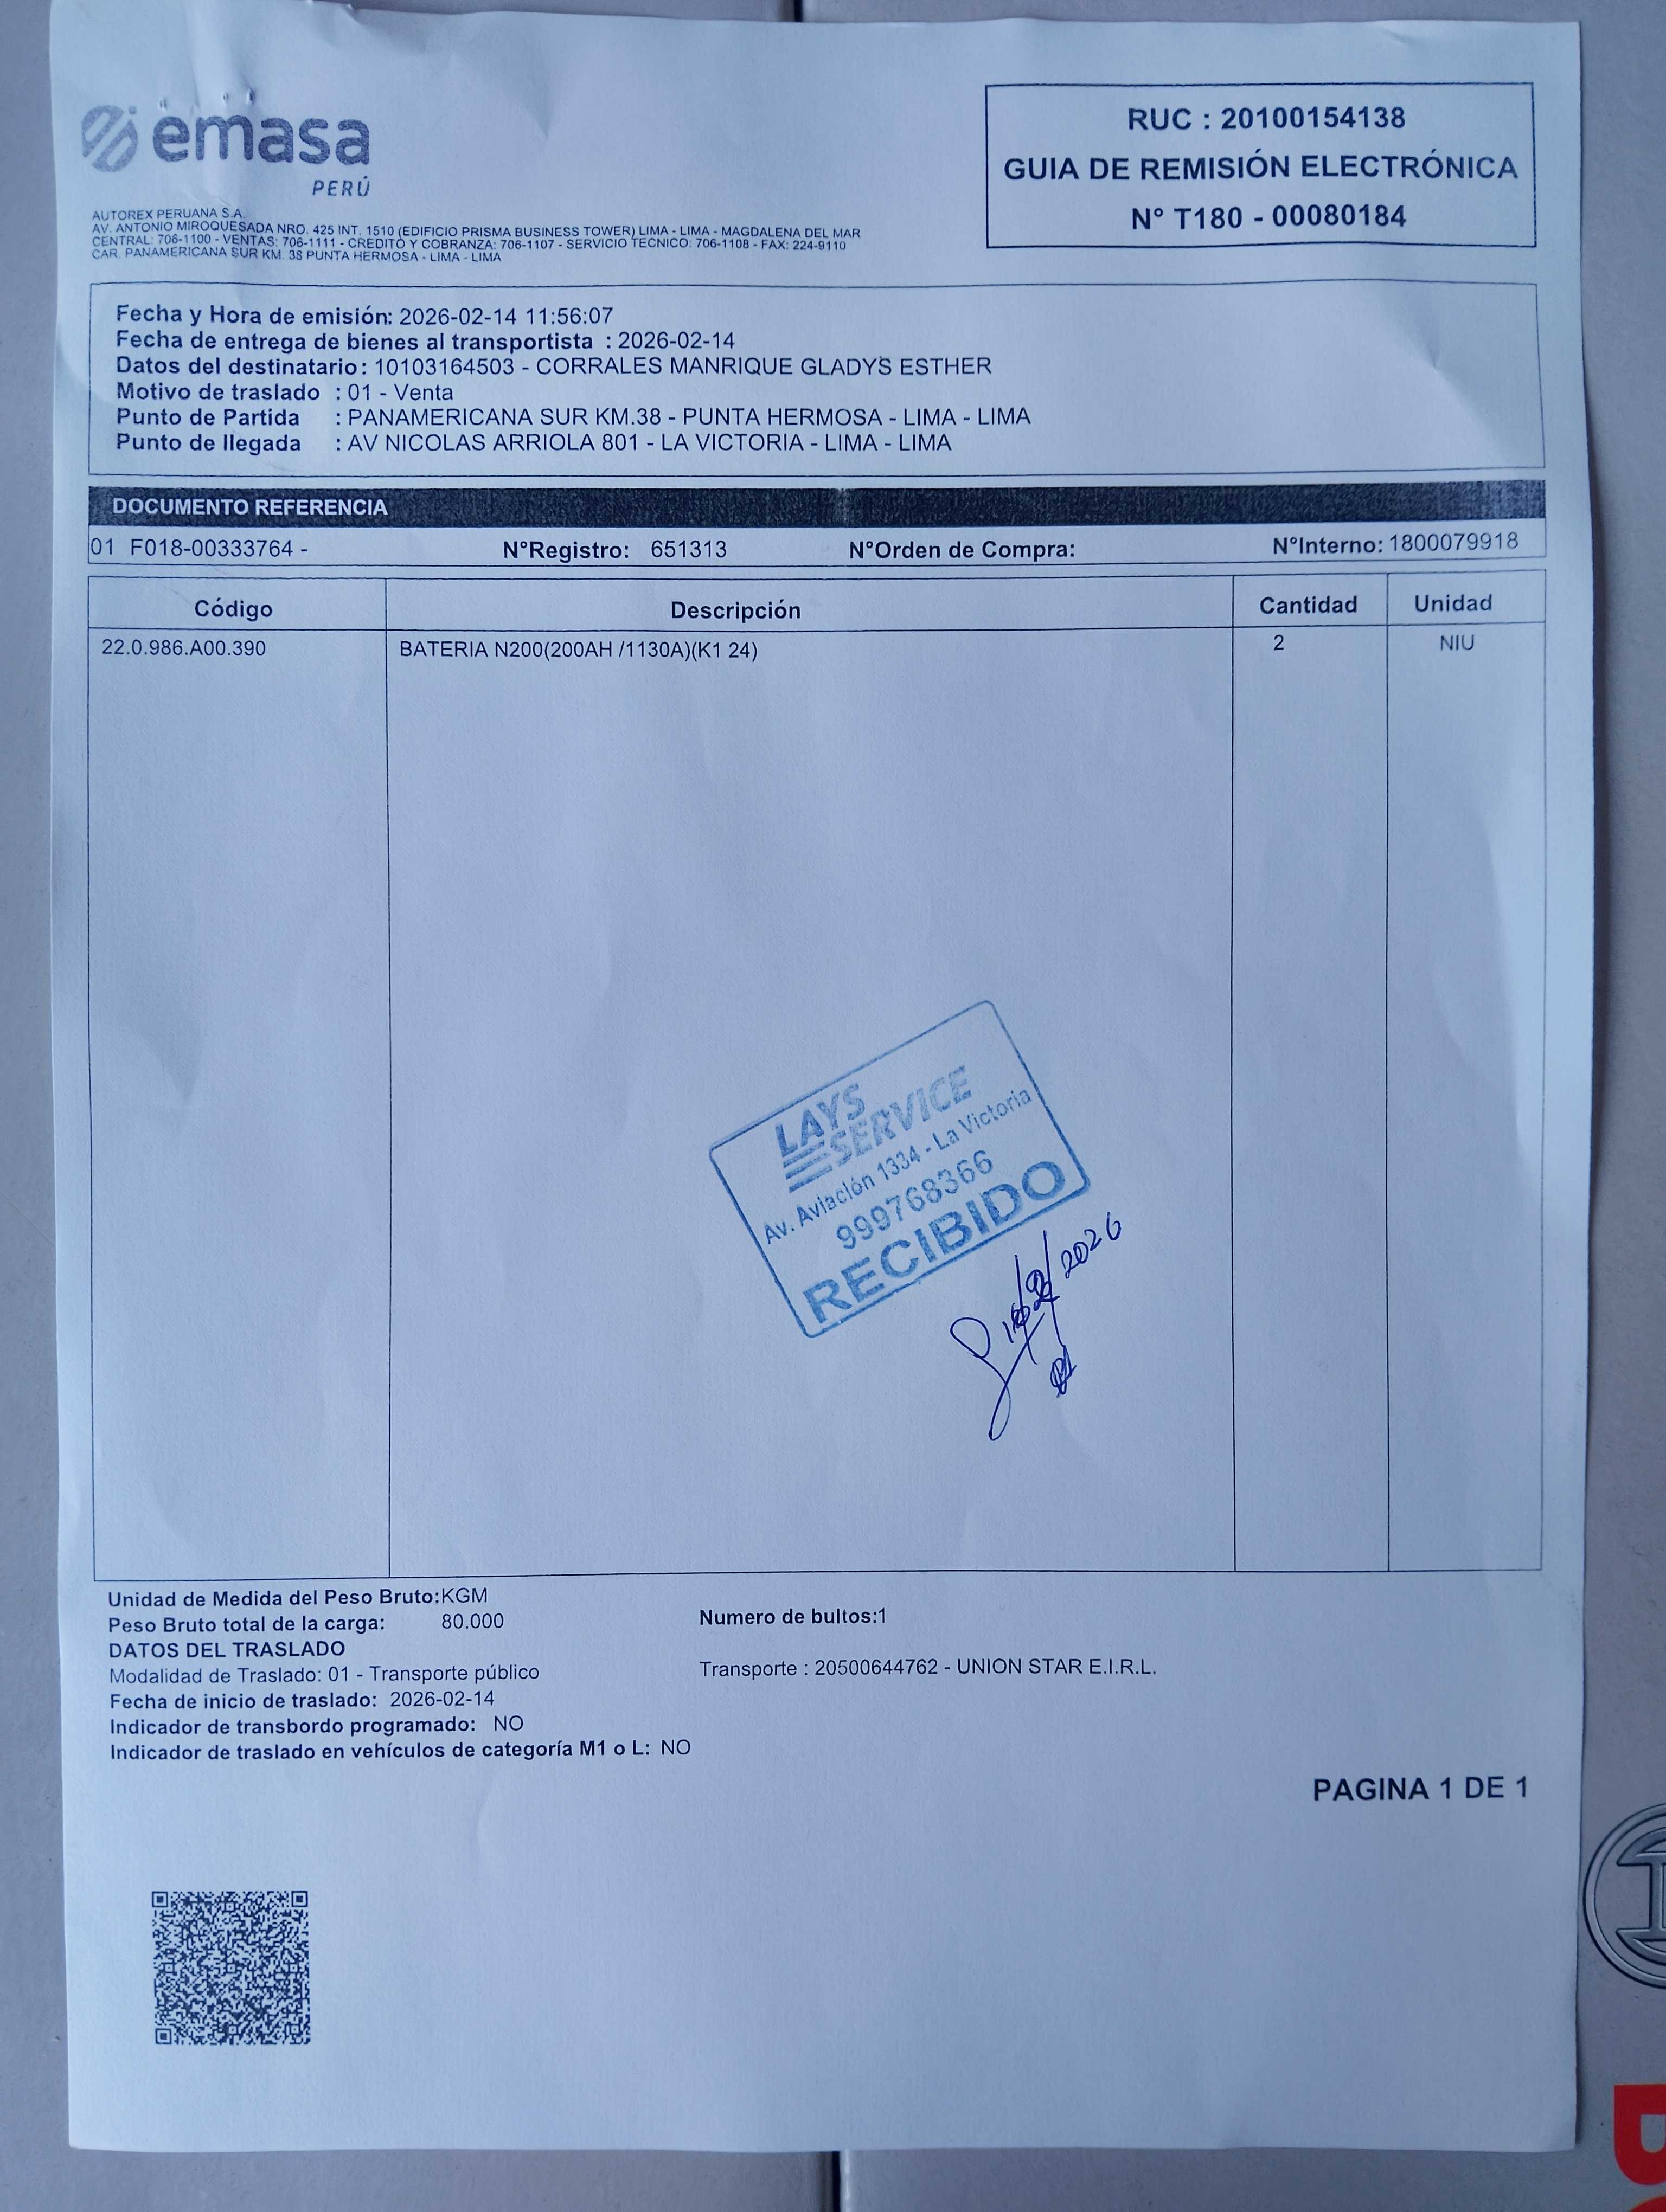 emasa
PERÚ
RUC : 20100154138
GUIA DE REMISIÓN ELECTRÓNICA
N° T180 - 00080184
AUTOREX PERUANA S.A.
AV. ANTONIO MIROQUESADA NRO. 425 INT. 1510 (EDIFICIO PRISMA BUSINESS TOWER) LIMA - LIMA - MAGDALENA DEL MAR
CENTRAL: 706-1100 - VENTAS: 706-1111 - CREDITO Y COBRANZA: 706-1107 - SERVICIO TECNICO: 706-1108 - FAX: 224-9110
CAR. PANAMERICANA SUR KM. 38 PUNTA HERMOSA - LIMA - LIMA
Fecha y Hora de emisión: 2026-02-14 11:56:07
Fecha de entrega de bienes al transportista : 2026-02-14
Datos del destinatario : 10103164503 - CORRALES MANRIQUE GLADYS ESTHER
Motivo de traslado : 01 - Venta
Punto de Partida : PANAMERICANA SUR KM.38 - PUNTA HERMOSA - LIMA - LIMA
Punto de llegada : AV NICOLAS ARRIOLA 801 - LA VICTORIA - LIMA - LIMA
DOCUMENTO REFERENCIA
01 F018-00333764 - N°Registro: 651313 N°Orden de Compra: N°Interno: 1800079918
Código Descripción Cantidad Unidad
22.0.986.A00.390 BATERIA N200(200AH /1130A)(K1 24) 2 NIU
LAYS
SERVICE
Av. Aviación 1334 - La Victoria
999768366
RECIBIDO
2026
Unidad de Medida del Peso Bruto:KGM
Peso Bruto total de la carga: 80.000 Numero de bultos:1
DATOS DEL TRASLADO
Modalidad de Traslado: 01 - Transporte público Transporte : 20500644762 - UNION STAR E.I.R.L.
Fecha de inicio de traslado: 2026-02-14
Indicador de transbordo programado: NO
Indicador de traslado en vehículos de categoría M1 o L: NO
PAGINA 1 DE 1